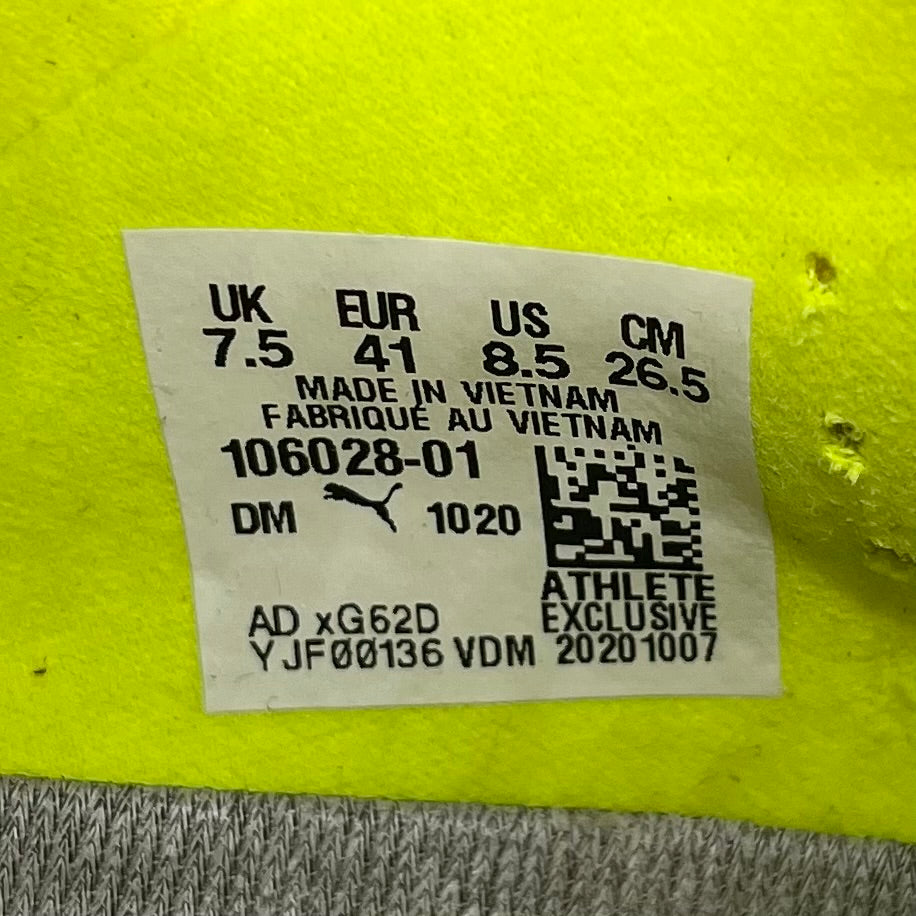 UK EUR US CM
7.5 41 8.5 26.5
MADE IN VIETNAM
FABRIQUÉ AU VIETNAM
106028-01
DM 1020
ATHLETE
EXCLUSIVE
AD xG62D
YJF00136 VDM 20201007